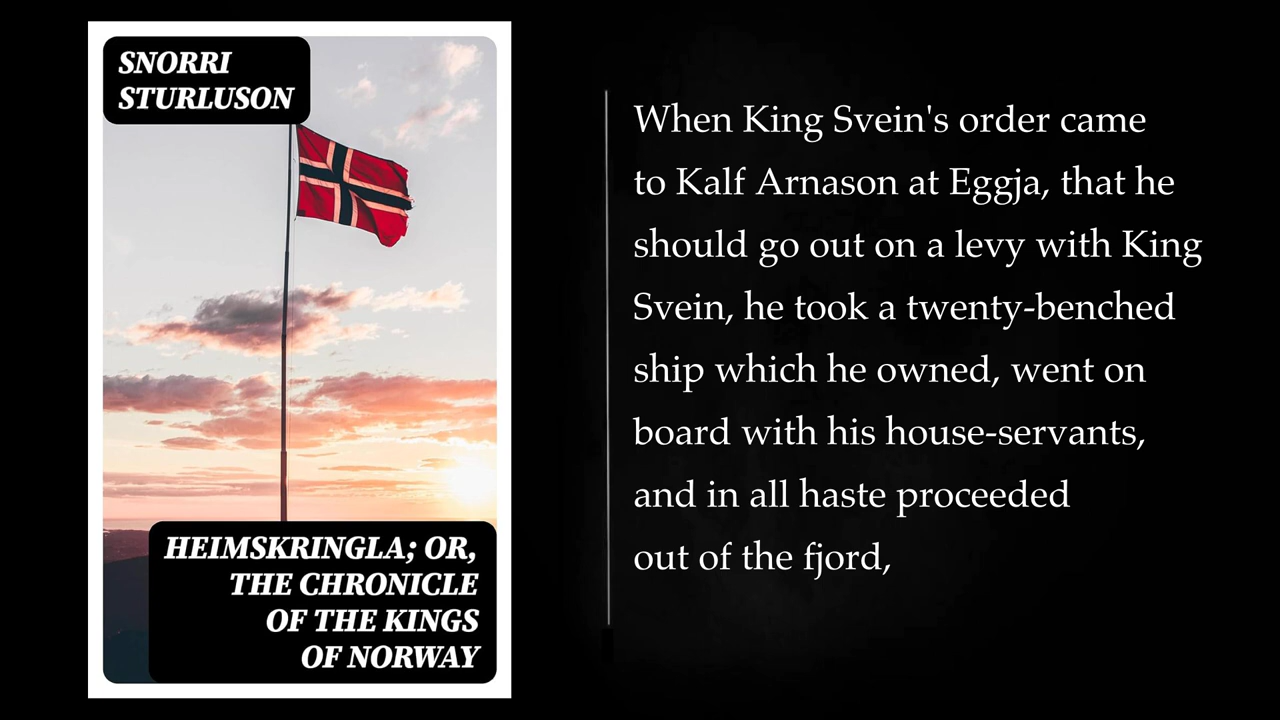 SNORRI
STURLUSON
HEIMSKRINGLA; OR,
THE CHRONICLE
OF THE KINGS
OF NORWAY
When King Svein's order came
to Kalf Arnason at Eggja, that he
should go out on a levy with King
Svein, he took a twenty-benched
ship which he owned, went on
board with his house-servants,
and in all haste proceeded
out of the fjord,